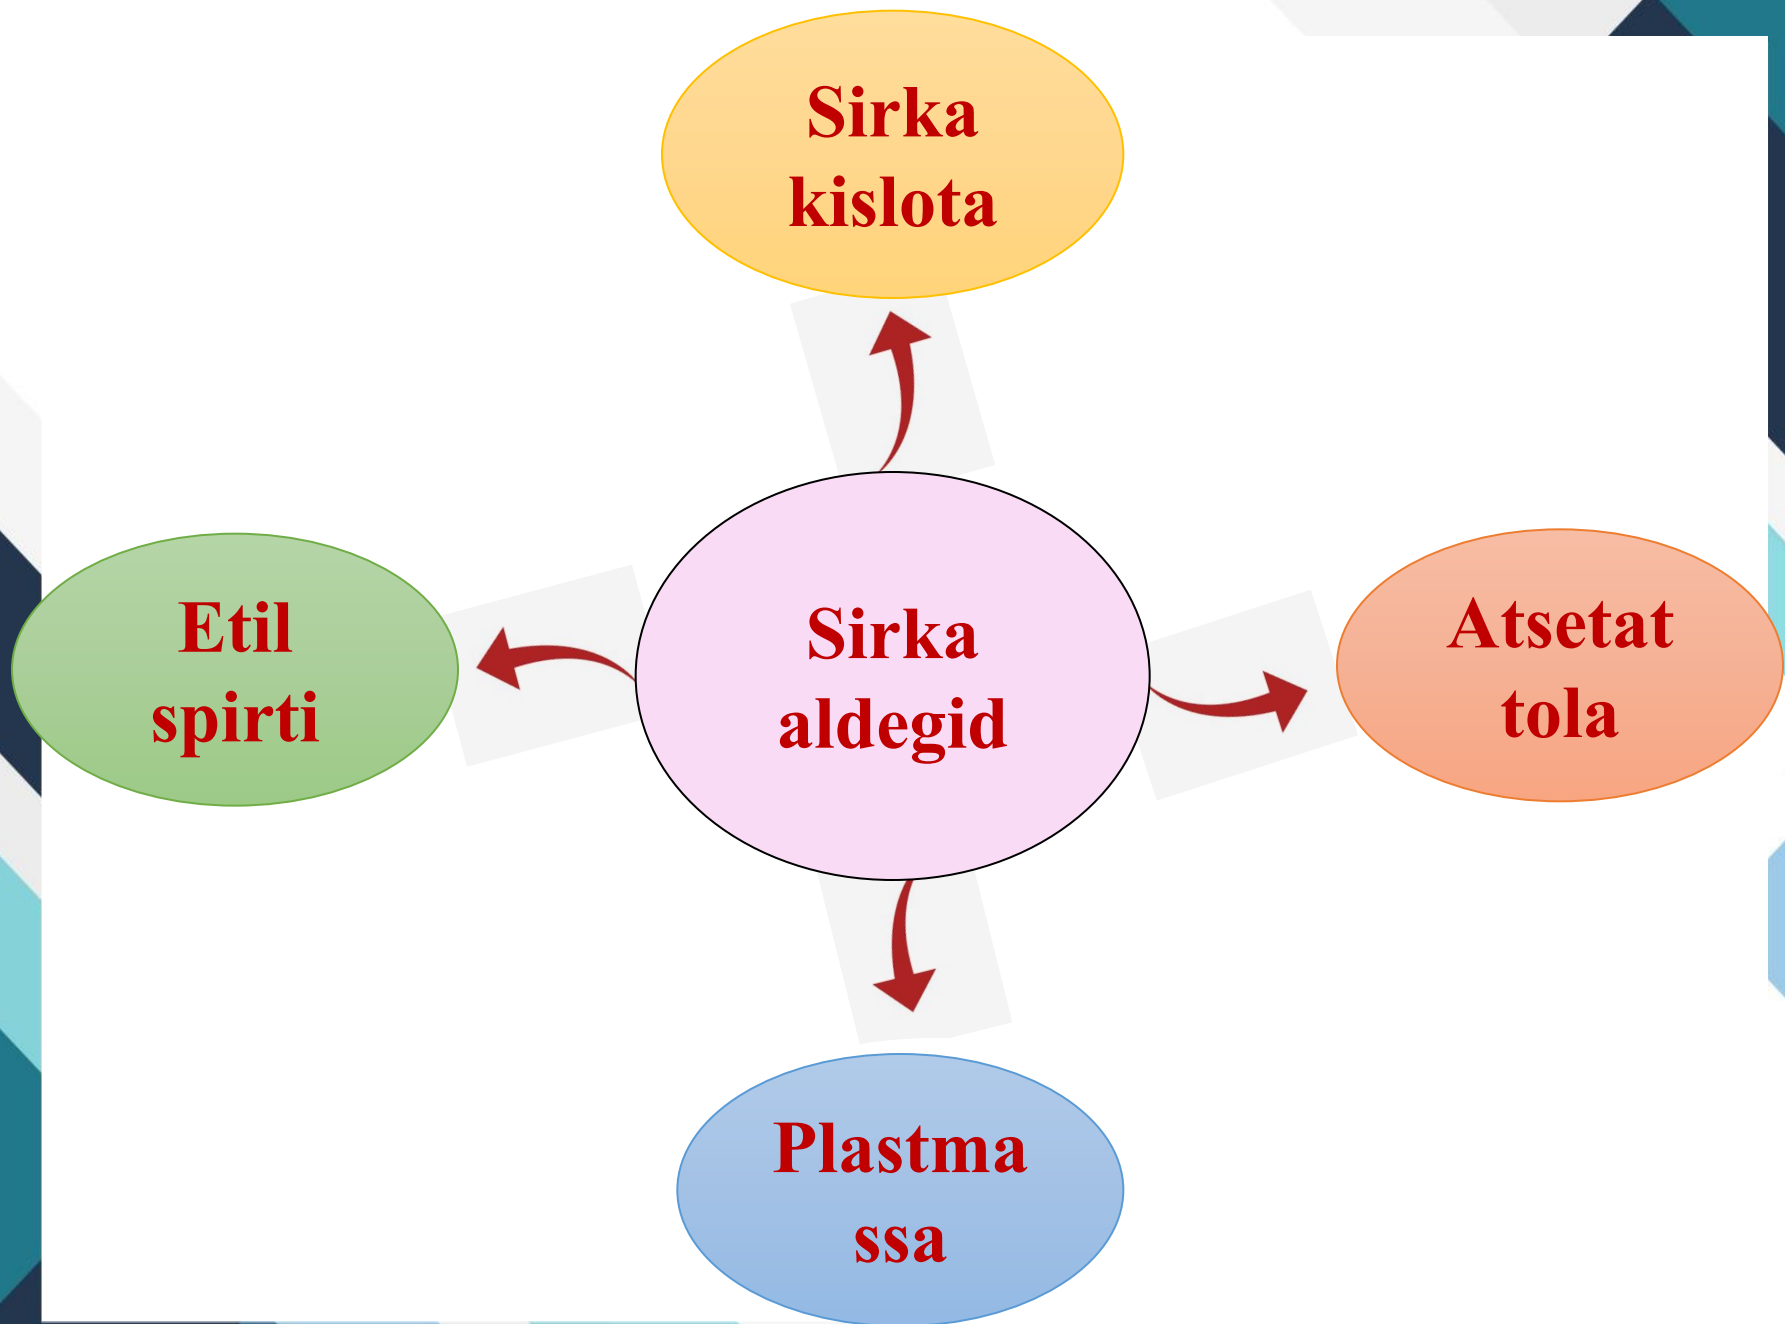 Sirka
kislota
Etil
spirti
Sirka
aldegid
Atsetat
tola
Plastma
ssa